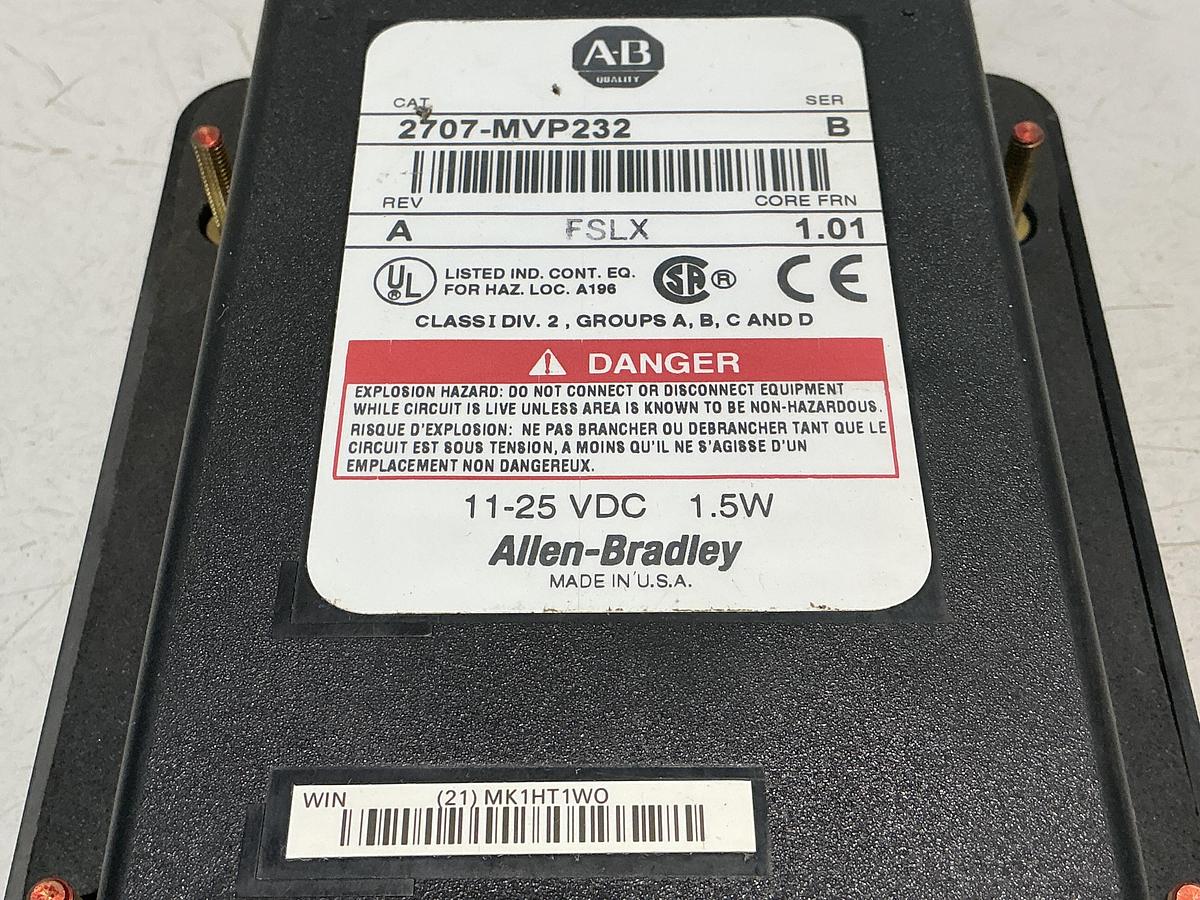 A-B
QUALITY
CAT SER
2707-MVP232 B
REV CORE FRN
A FSLX 1.01
UL ® LISTED IND. CONT. EQ. SA ® CE
FOR HAZ. LOC. A196
CLASS I DIV. 2 , GROUPS A, B, C AND D
DANGER
EXPLOSION HAZARD: DO NOT CONNECT OR DISCONNECT EQUIPMENT
WHILE CIRCUIT IS LIVE UNLESS AREA IS KNOWN TO BE NON-HAZARDOUS.
RISQUE D'EXPLOSION: NE PAS BRANCHER OU DEBRANCHER TANT QUE LE
CIRCUIT EST SOUS TENSION, A MOINS QU'IL NE S'AGISSE D'UN
EMPLACEMENT NON DANGEREUX.
11-25 VDC 1.5W
Allen-Bradley
MADE IN U.S.A.
WIN (21) MK1HT1WO